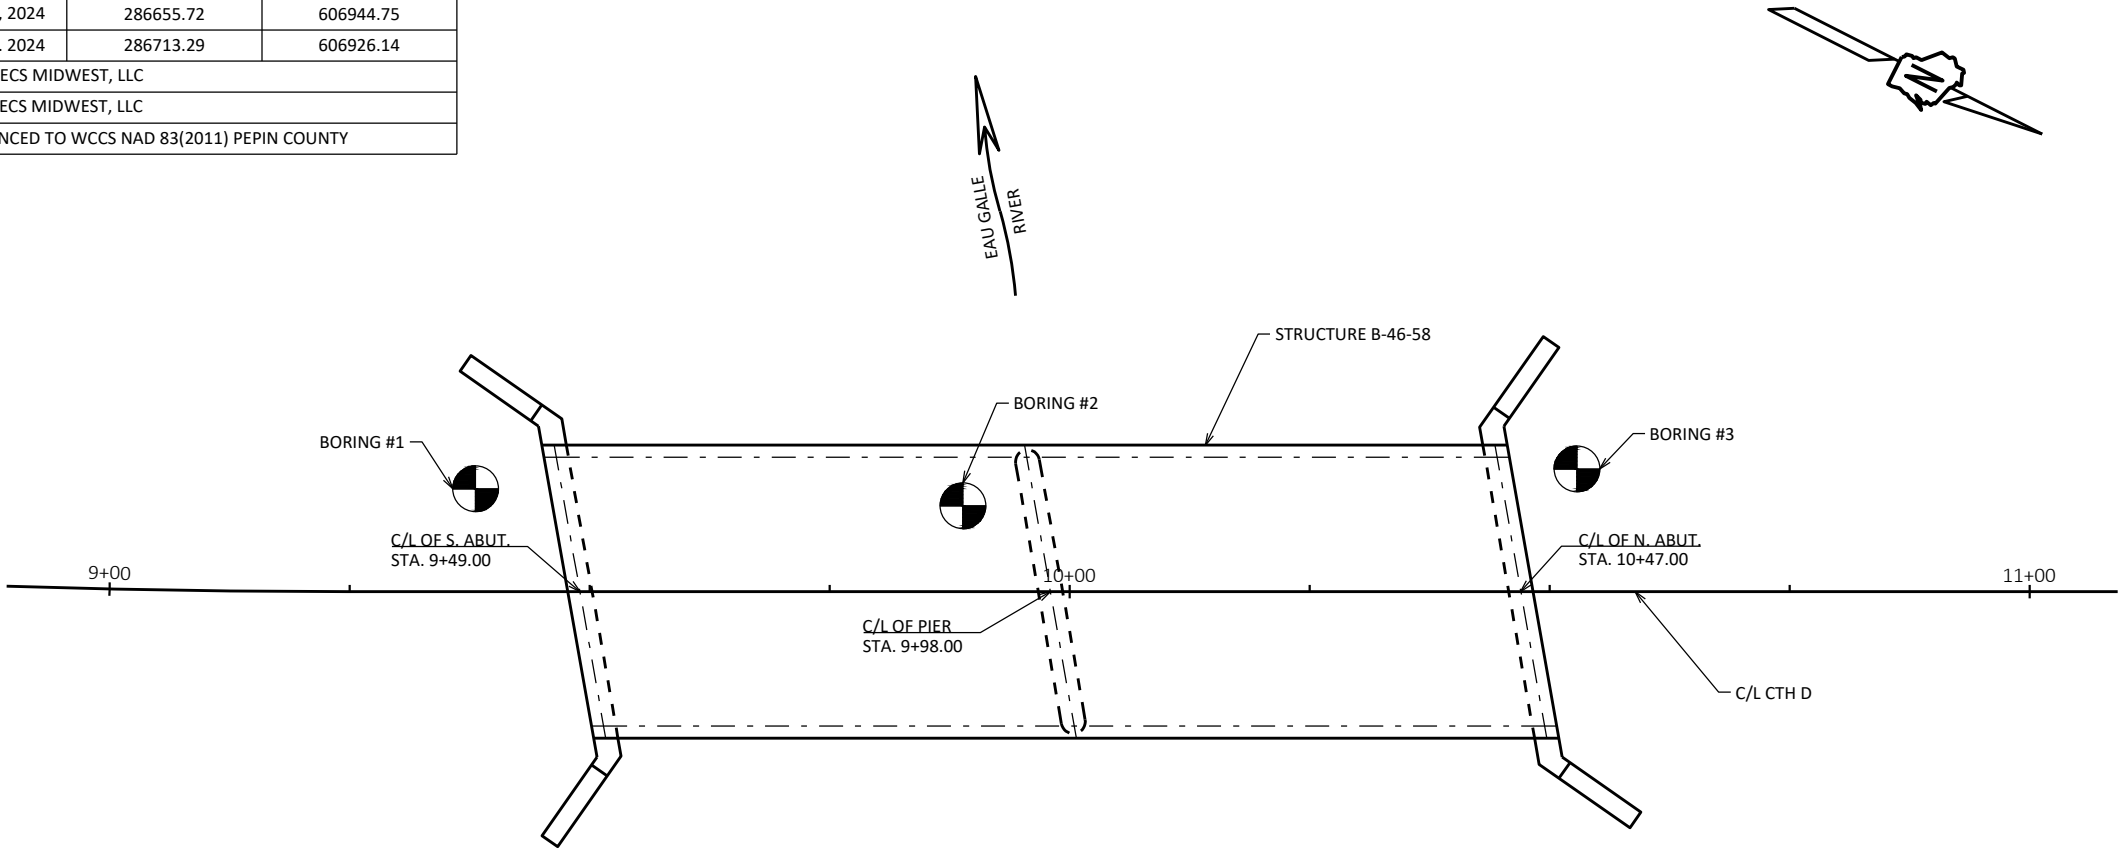 , 2024 286655.72 606944.75
. 2024 286713.29 606926.14
ECS MIDWEST, LLC
ECS MIDWEST, LLC
NCED TO WCCS NAD 83(2011) PEPIN COUNTY
N
EAU GALLE
RIVER
STRUCTURE B-46-58
BORING #2
BORING #1
BORING #3
C/L OF S. ABUT.
STA. 9+49.00
C/L OF N. ABUT.
STA. 10+47.00
9+00
10+00
11+00
C/L OF PIER
STA. 9+98.00
C/L CTH D